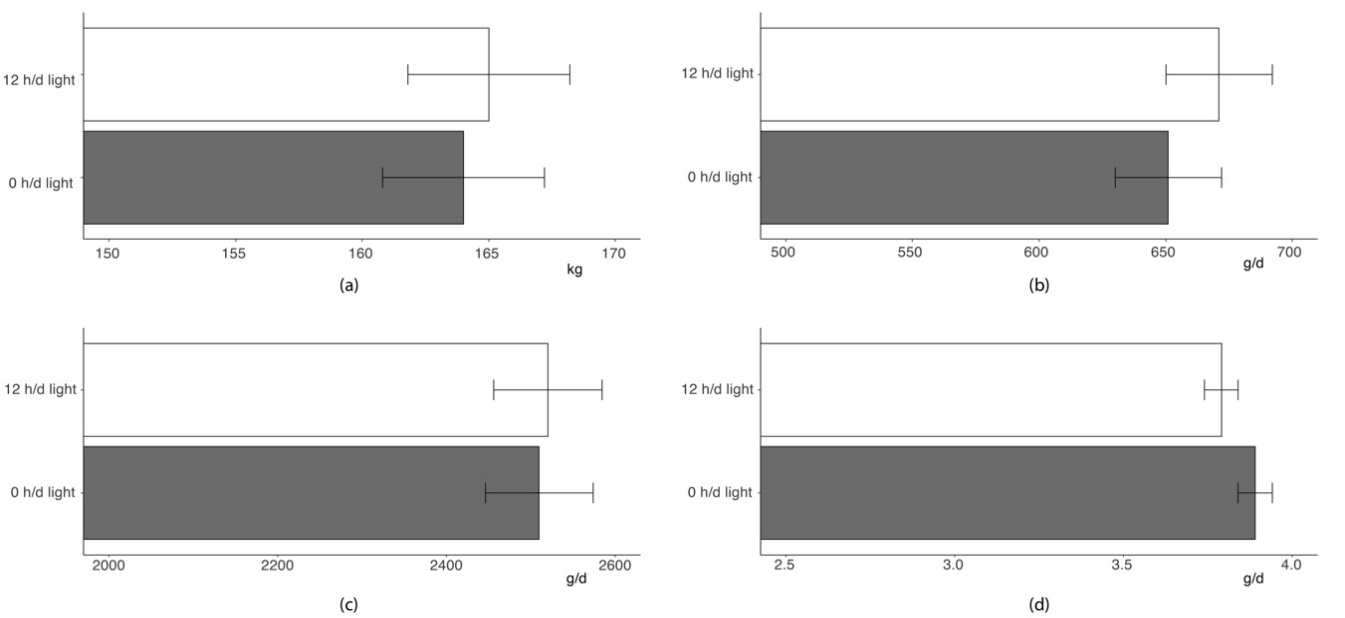 12 h/d light
0 h/d light
150 155 160 165 170
kg
(a)
12 h/d light
0 h/d light
500 550 600 650 700
g/d
(b)
12 h/d light
0 h/d light
2000 2200 2400 2600
g/d
(c)
12 h/d light
0 h/d light
2.5 3.0 3.5 4.0
g/d
(d)